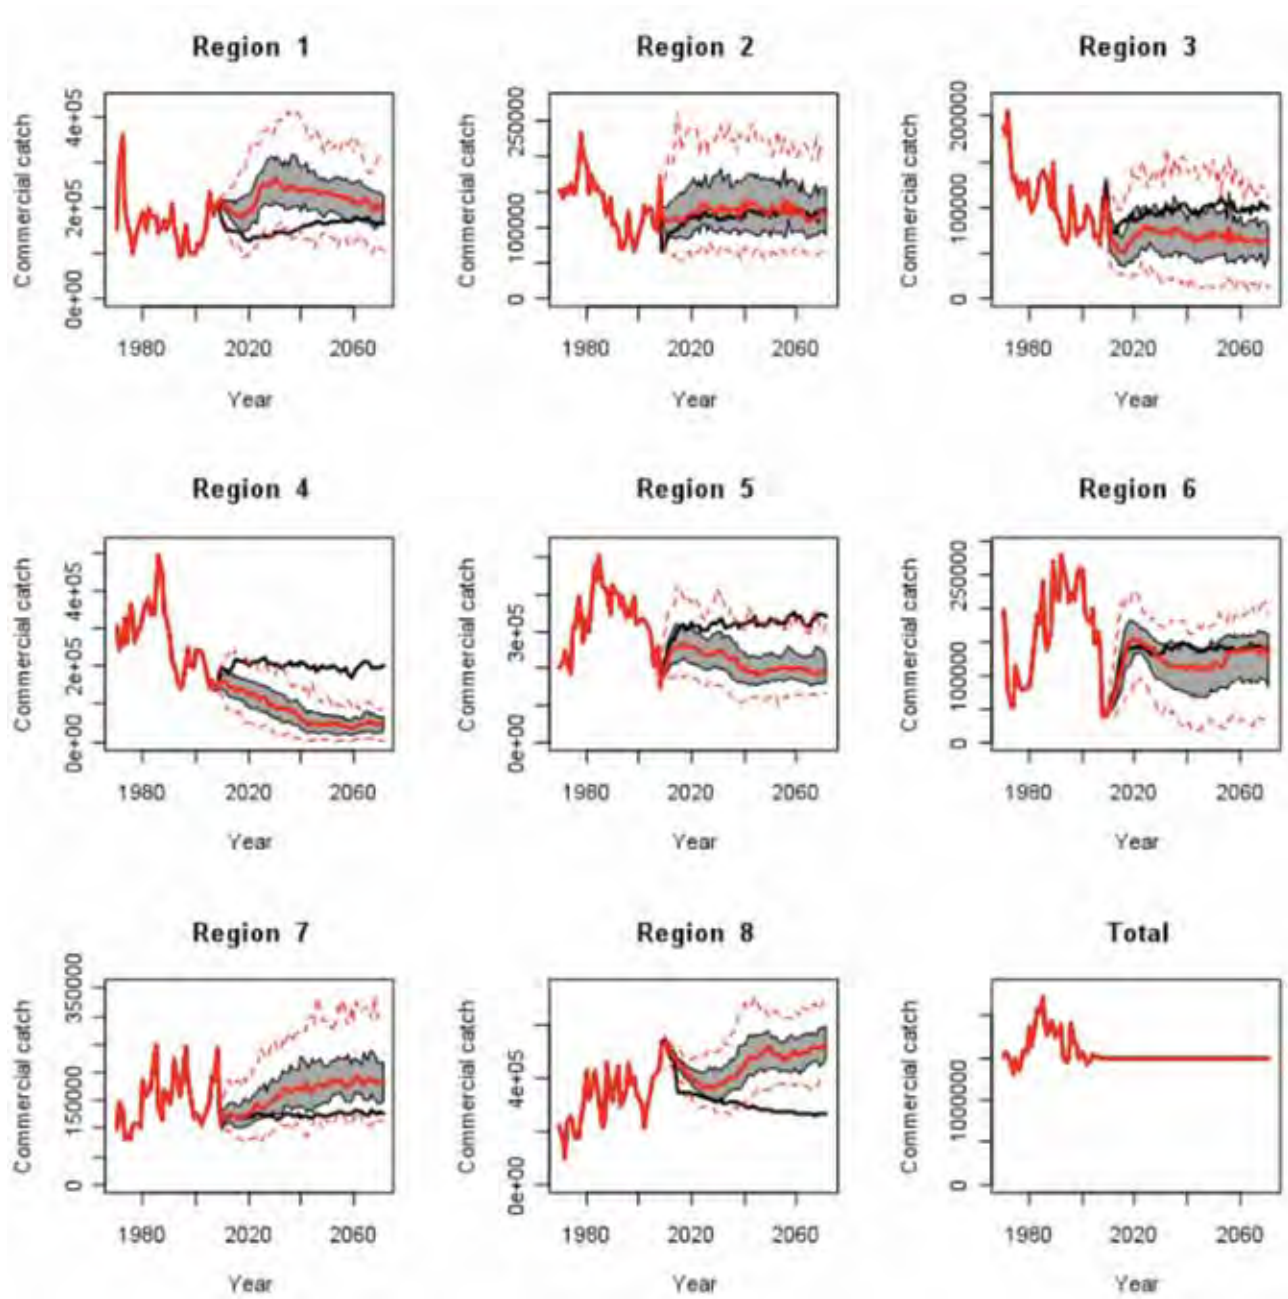 Region 1
Commercial catch
0e+00 2e+05 4e+05
1980 2020 2060
Year
Region 2
Commercial catch
0 100000 250000
1980 2020 2060
Year
Region 3
Commercial catch
0 100000 200000
1980 2020 2060
Year
Region 4
Commercial catch
0e+00 2e+05 4e+05
1980 2020 2060
Year
Region 5
Commercial catch
0e+00 3e+05
1980 2020 2060
Year
Region 6
Commercial catch
0 100000 250000
1980 2020 2060
Year
Region 7
Commercial catch
0 150000 350000
1980 2020 2060
Year
Region 8
Commercial catch
0e+00 4e+05
1980 2020 2060
Year
Total
Commercial catch
0 1000000
1980 2020 2060
Year